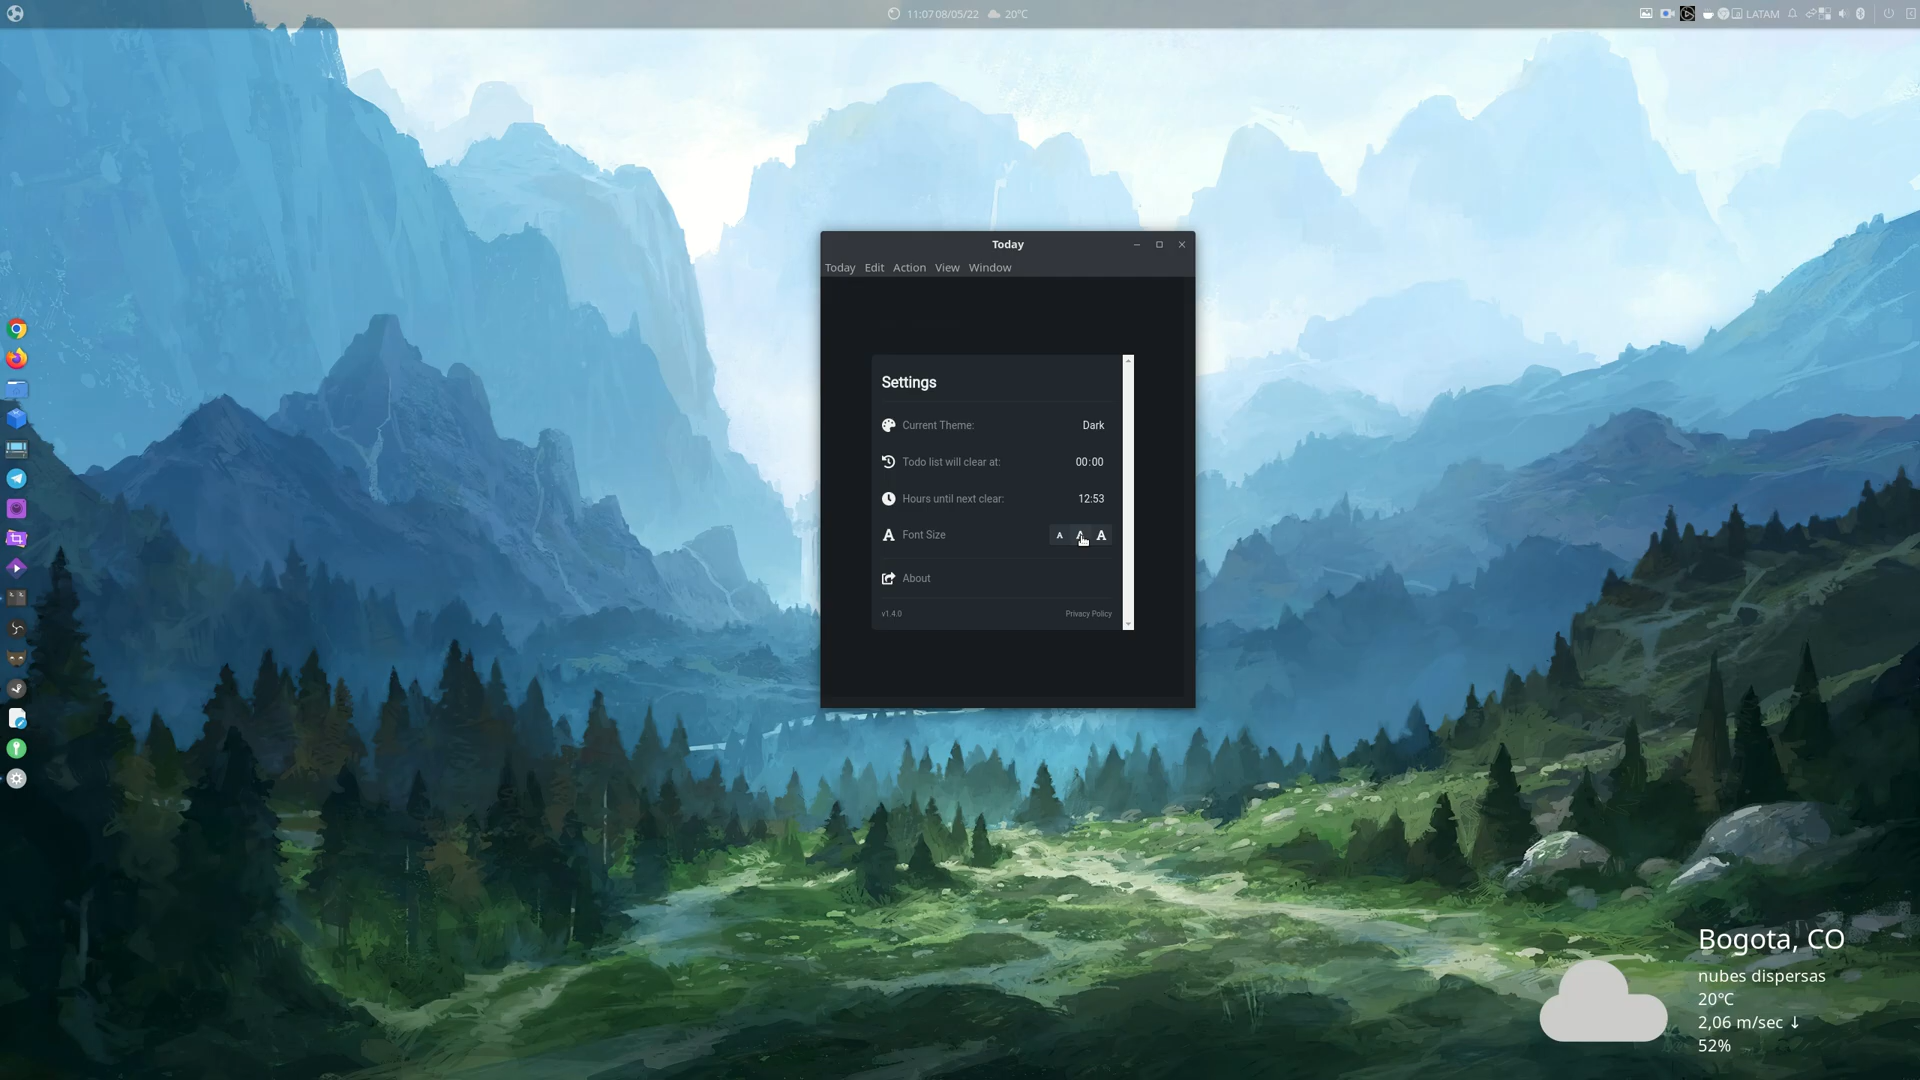 11:07 08/05/22 20°C
LATAM
Today
Today Edit Action View Window
Settings
Current Theme: Dark
Todo list will clear at: 00:00
Hours until next clear: 12:53
Font Size A A A
About
v1.4.0 Privacy Policy
Bogota, CO
nubes dispersas
20°C
2,06 m/sec ↓
52%